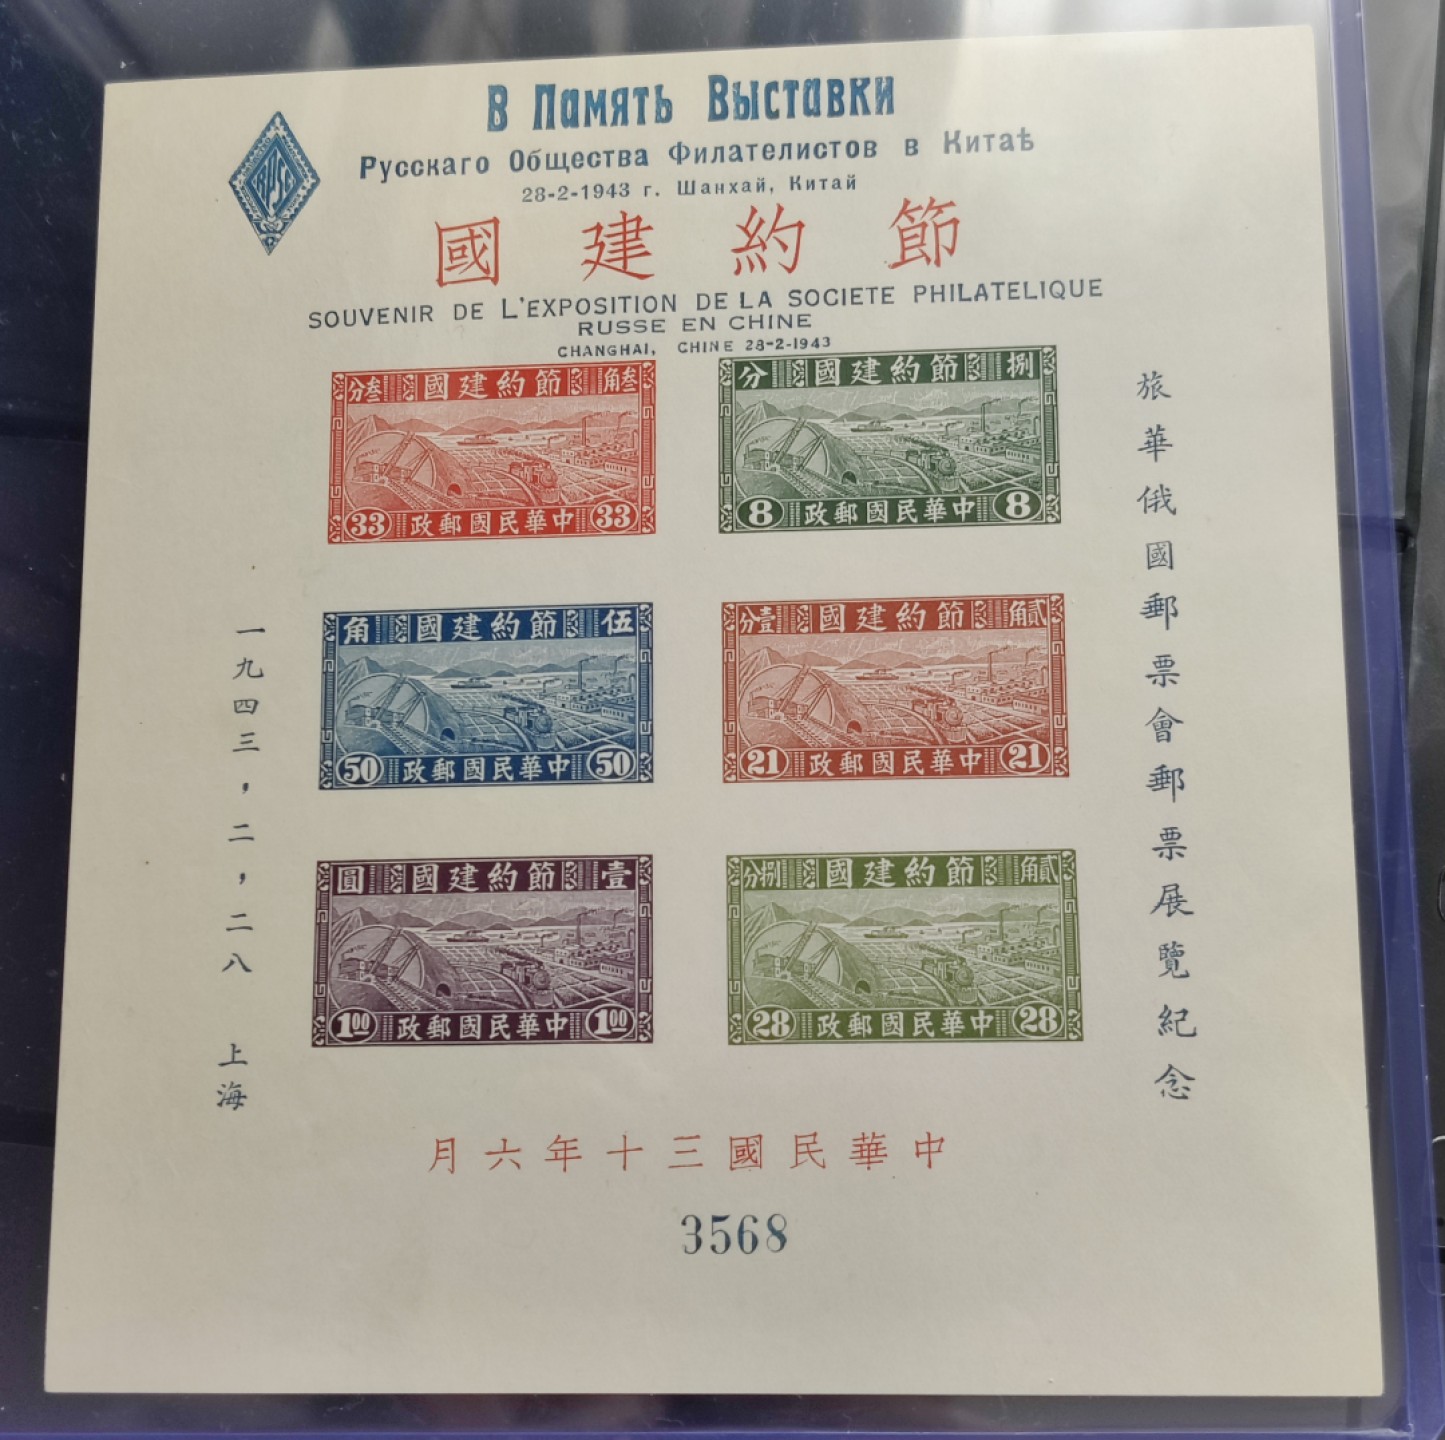 В Память Выставки
Русскаго Общества Филателистов в Китаѣ
28-2-1943 г. Шанхай, Китай
RPSC
節約建國
SOUVENIR DE L'EXPOSITION DE LA SOCIETE PHILATELIQUE
RUSSE EN CHINE
CHANGHAI, CHINE 28-2-1943
叁角 節約建國 叁分
33 中華民國郵政 33
捌 節約建國 分
8 中華民國郵政 8
伍 節約建國 角
50 中華民國郵政 50
貳角 節約建國 壹分
21 中華民國郵政 21
壹 節約建國 圓
1.00 中華民國郵政 1.00
貳角 節約建國 捌分
28 中華民國郵政 28
旅華俄國郵票會郵票展覽紀念
一九四三,二,二八 上海
中華民國三十年六月
3568